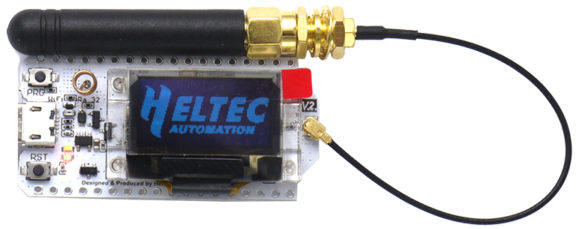 PRG
HELTEC
AUTOMATION
V2
RST
Designed & Produced by